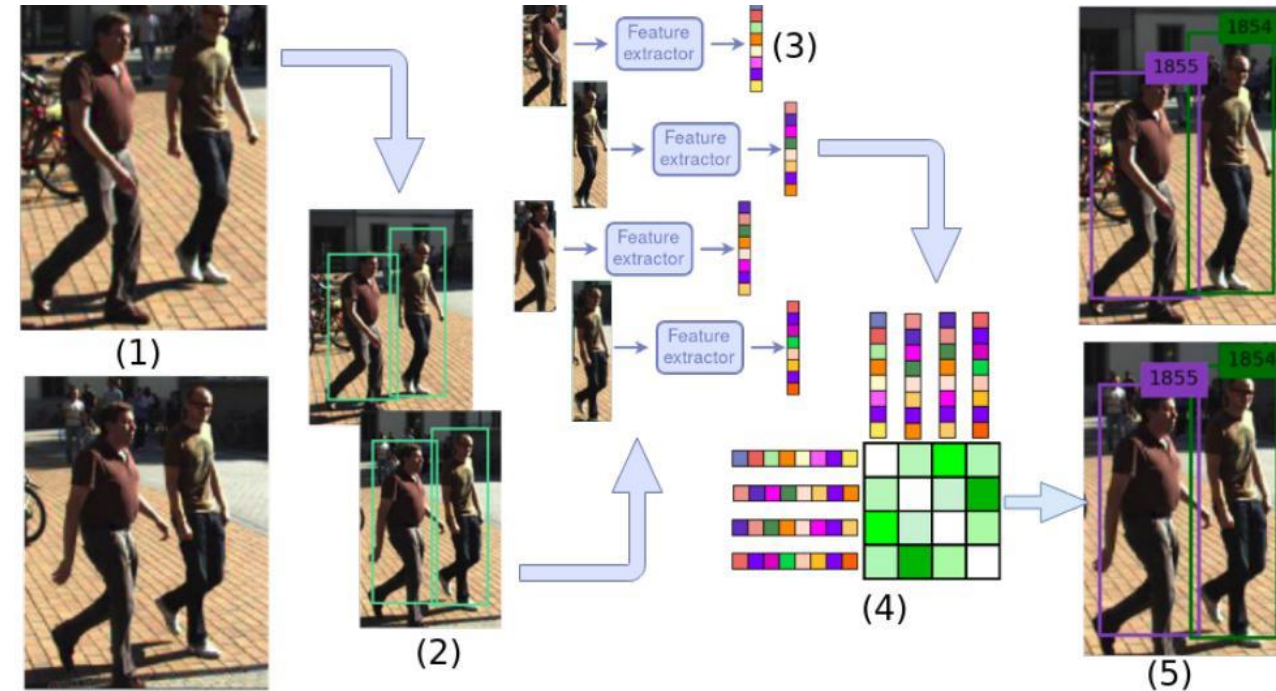 Feature
extractor
(3)
Feature
extractor
Feature
extractor
Feature
extractor
(1)
(2)
(4)
1854
1855
1854
1855
(5)